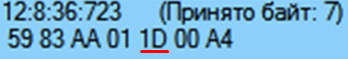 12:8:36:723 (Принято байт: 7)
59 83 AA 01 1D 00 A4